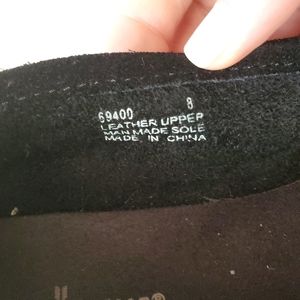 69400 8
LEATHER UPPER
MAN MADE SOLE
MADE IN CHINA